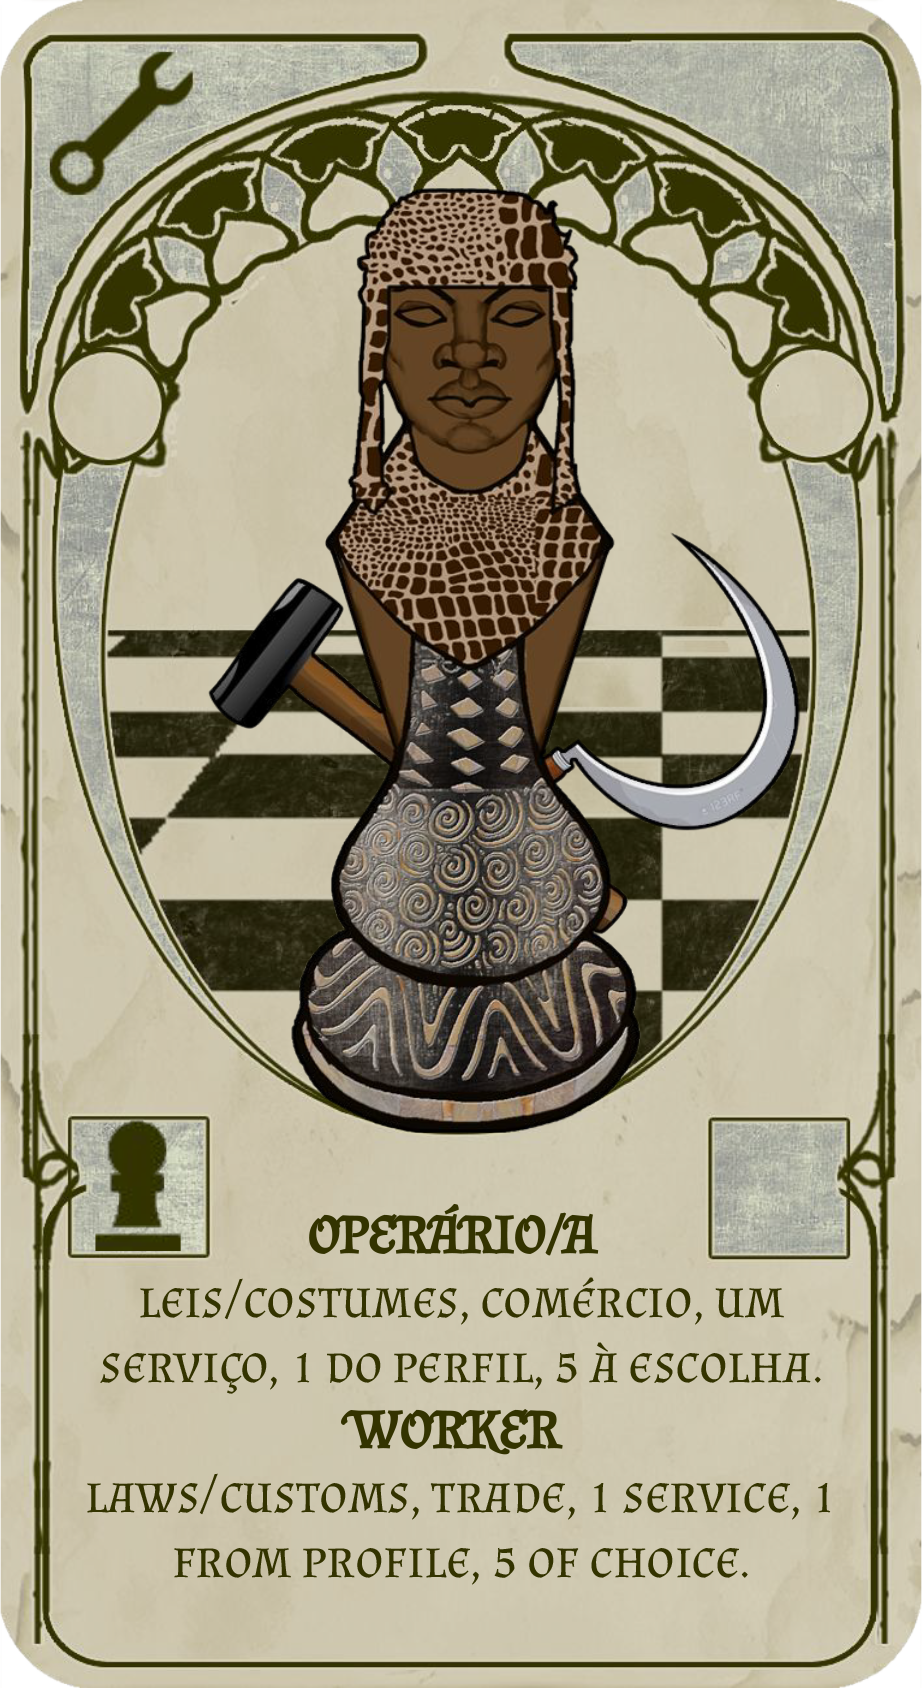 OPERÁRIO/A
LEIS/COSTUMES, COMÉRCIO, UM
SERVIÇO, 1 DO PERFIL, 5 À ESCOLHA.
WORKER
LAWS/CUSTOMS, TRADE, 1 SERVICE, 1
FROM PROFILE, 5 OF CHOICE.